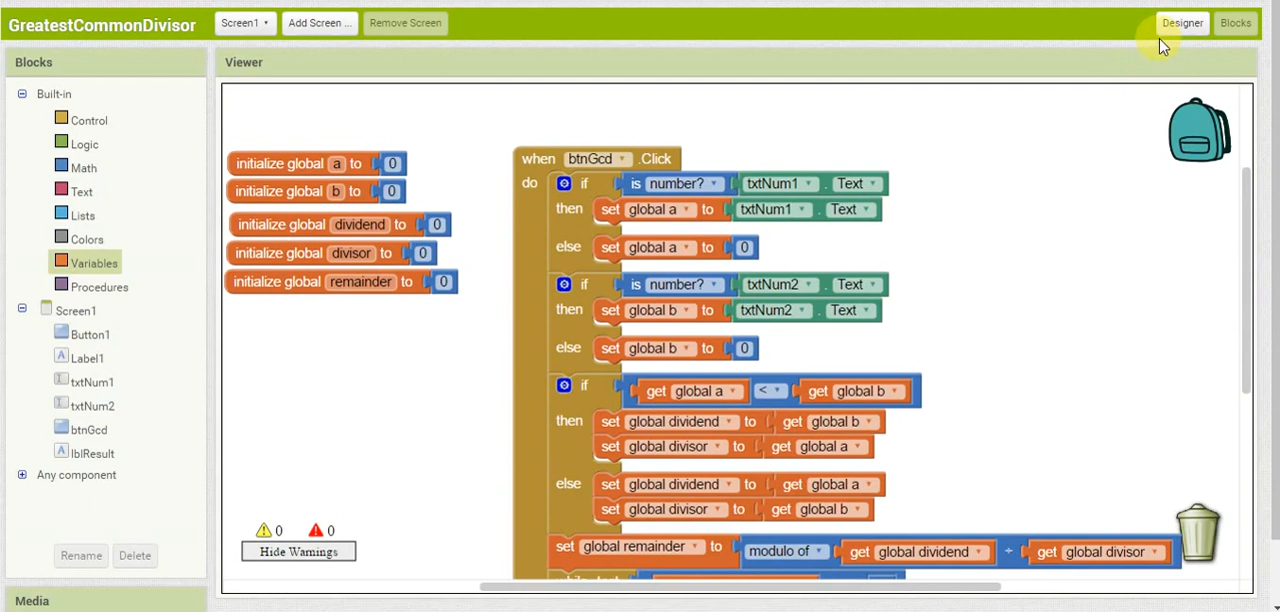 GreatestCommonDivisor
Screen1
Add Screen ...
Remove Screen
Designer
Blocks
Blocks
Viewer
Built-in
Control
Logic
Math
Text
Lists
Colors
Variables
Procedures
Screen1
Button1
Label1
txtNum1
txtNum2
btnGcd
lblResult
Any component
Rename
Delete
Media
initialize global a to 0
initialize global b to 0
initialize global dividend to 0
initialize global divisor to 0
initialize global remainder to 0
when btnGcd .Click
do if is number? txtNum1 . Text
then set global a to txtNum1 . Text
else set global a to 0
if is number? txtNum2 . Text
then set global b to txtNum2 . Text
else set global b to 0
if get global a < get global b
then set global dividend to get global b
set global divisor to get global a
else set global dividend to get global a
set global divisor to get global b
set global remainder to modulo of get global dividend ÷ get global divisor
0
0
Hide Warnings